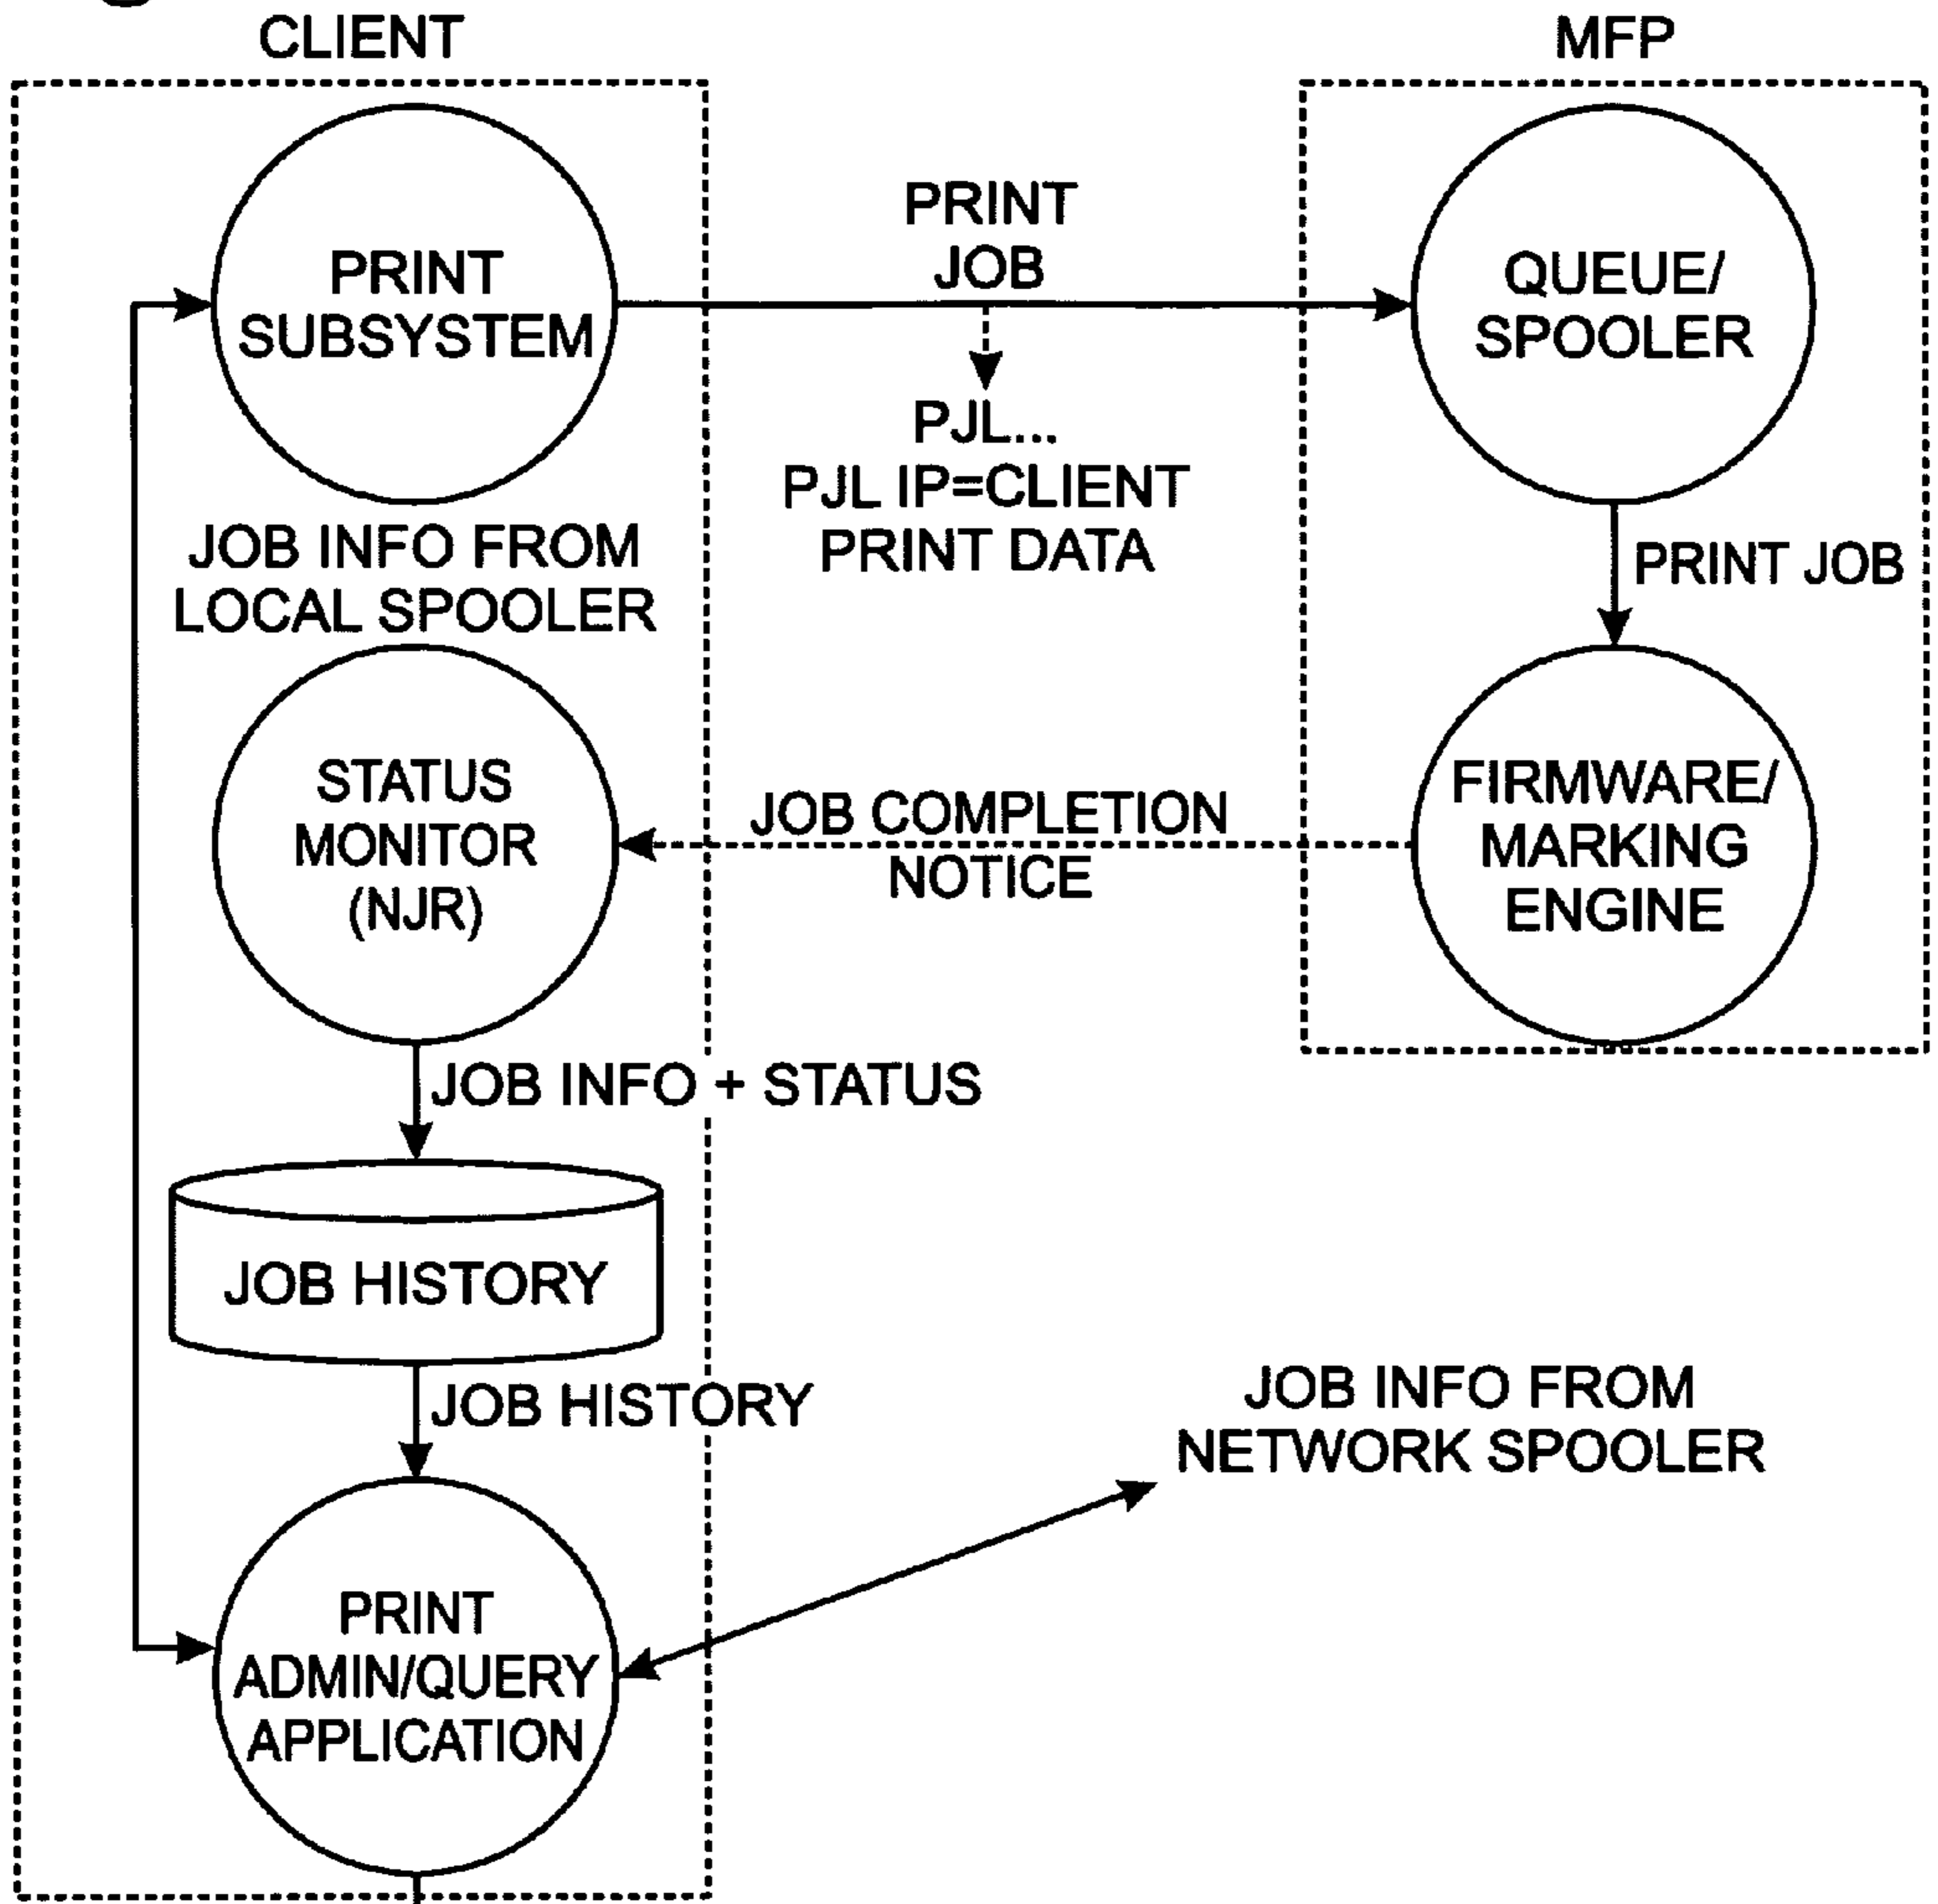 CLIENT
MFP
PRINT
SUBSYSTEM
PRINT
JOB
QUEUE/
SPOOLER
PJL...
PJL IP=CLIENT
PRINT DATA
JOB INFO FROM
LOCAL SPOOLER
PRINT JOB
STATUS
MONITOR
(NJR)
JOB COMPLETION
NOTICE
FIRMWARE/
MARKING
ENGINE
JOB INFO + STATUS
JOB HISTORY
JOB HISTORY
JOB INFO FROM
NETWORK SPOOLER
PRINT
ADMIN/QUERY
APPLICATION